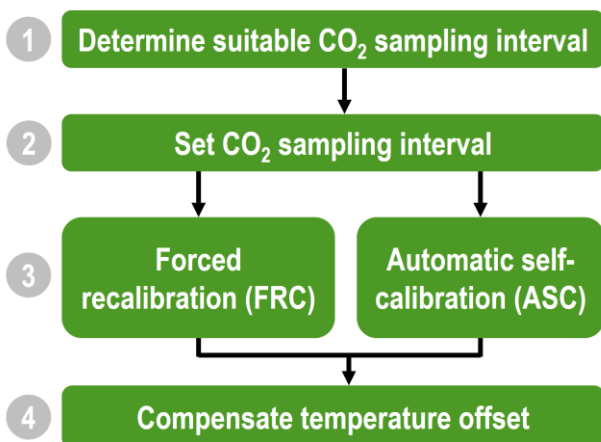 1
Determine suitable CO₂ sampling interval
2
Set CO₂ sampling interval
3
Forced
recalibration (FRC)
Automatic self-
calibration (ASC)
4
Compensate temperature offset